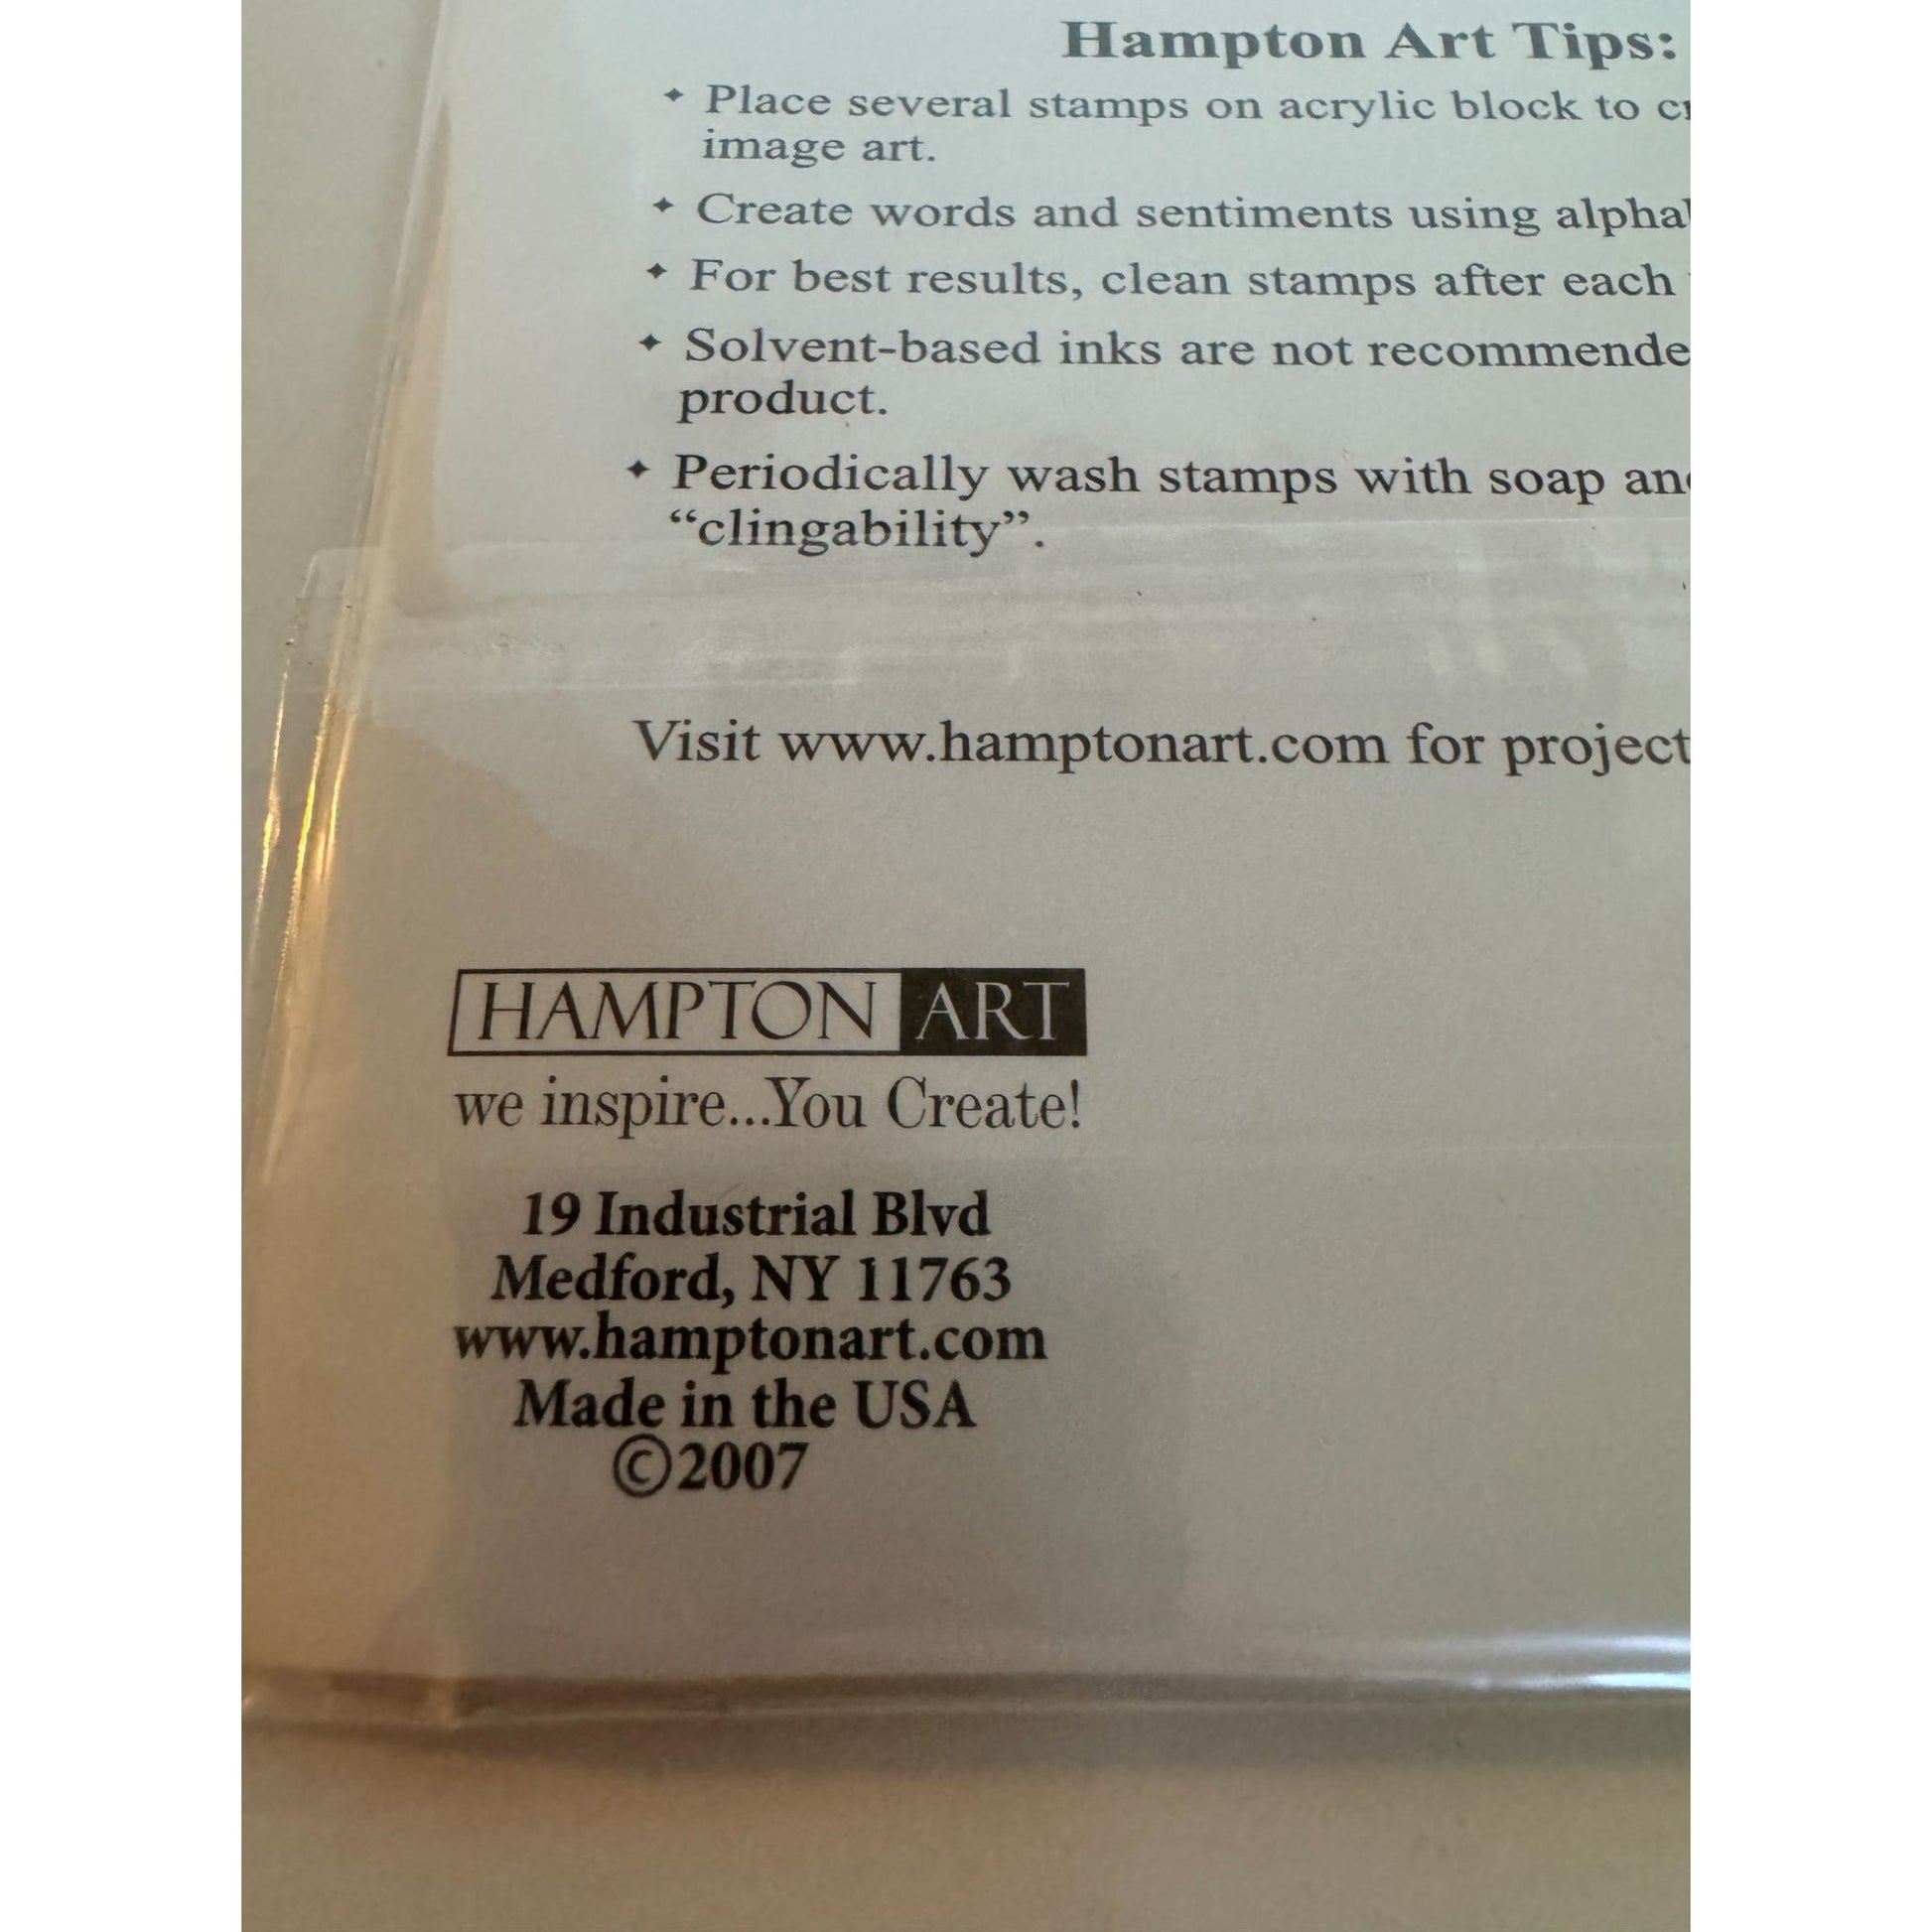 Hampton Art Tips:
✦ Place several stamps on acrylic block to
image art.
✦ Create words and sentiments using
✦ For best results, clean stamps after each
✦ Solvent-based inks are not
product.
✦ Periodically wash stamps with soap
“clingability”.
Visit www.hamptonart.com for project
HAMPTON ART
we inspire...You Create!
19 Industrial Blvd
Medford, NY 11763
www.hamptonart.com
Made in the USA
©2007